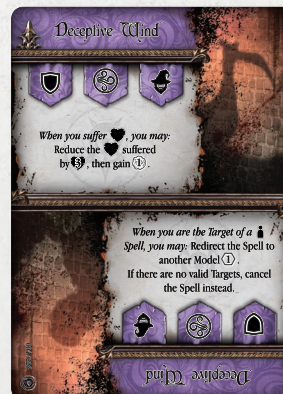 Deceptive Wind
When you suffer , you may:
Reduce the suffered
by , then gain 1 .
When you are the Target of a
Spell, you may: Redirect the Spell to
another Model 1 .
If there are no valid Targets, cancel
the Spell instead.
Deceptive Wind